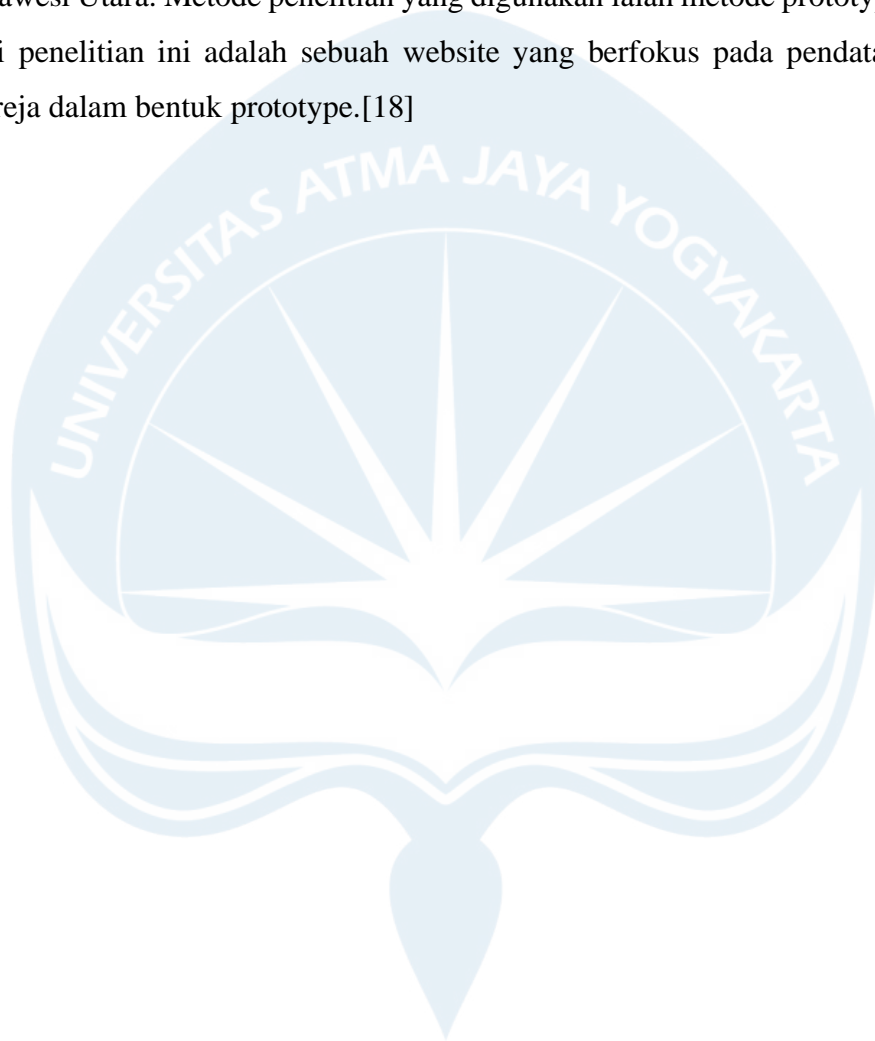 awesi Utara. Metode penelitian yang digunakan ialah metode prototyp
i penelitian ini adalah sebuah website yang berfokus pada pendata
reja dalam bentuk prototype.[18]
UNIVERSITAS ATMA JAYA YOGYAKARTA